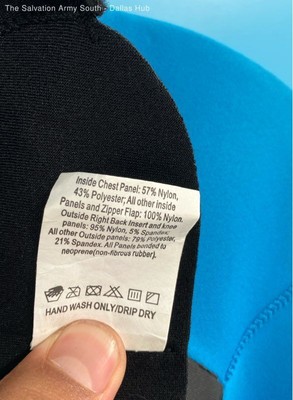 The Salvation Army South - Dallas Hub
Inside Chest Panel: 57% Nylon,
43% Polyester; All other inside
Panels and Zipper Flap: 100% Nylon.
Outside Right Back Insert and knee
panels: 95% Nylon, 5% Spandex;
All other Outside panels: 79% Polyester,
21% Spandex. All Panels bonded to
neoprene(non-fibrous rubber).
HAND WASH ONLY/DRIP DRY